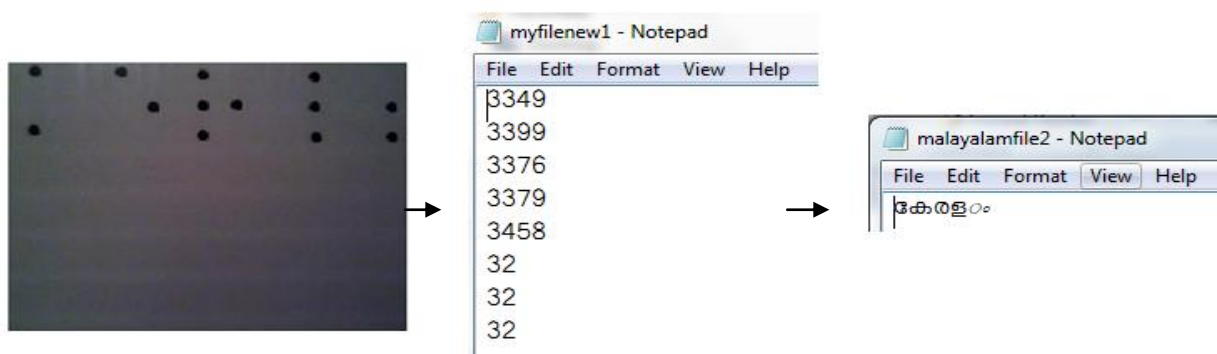 myfilenew1 - Notepad
File Edit Format View Help
3349
3399
3376
3379
3458
32
32
32
malayalamfile2 - Notepad
File Edit Format View Help
കേരള◌ം